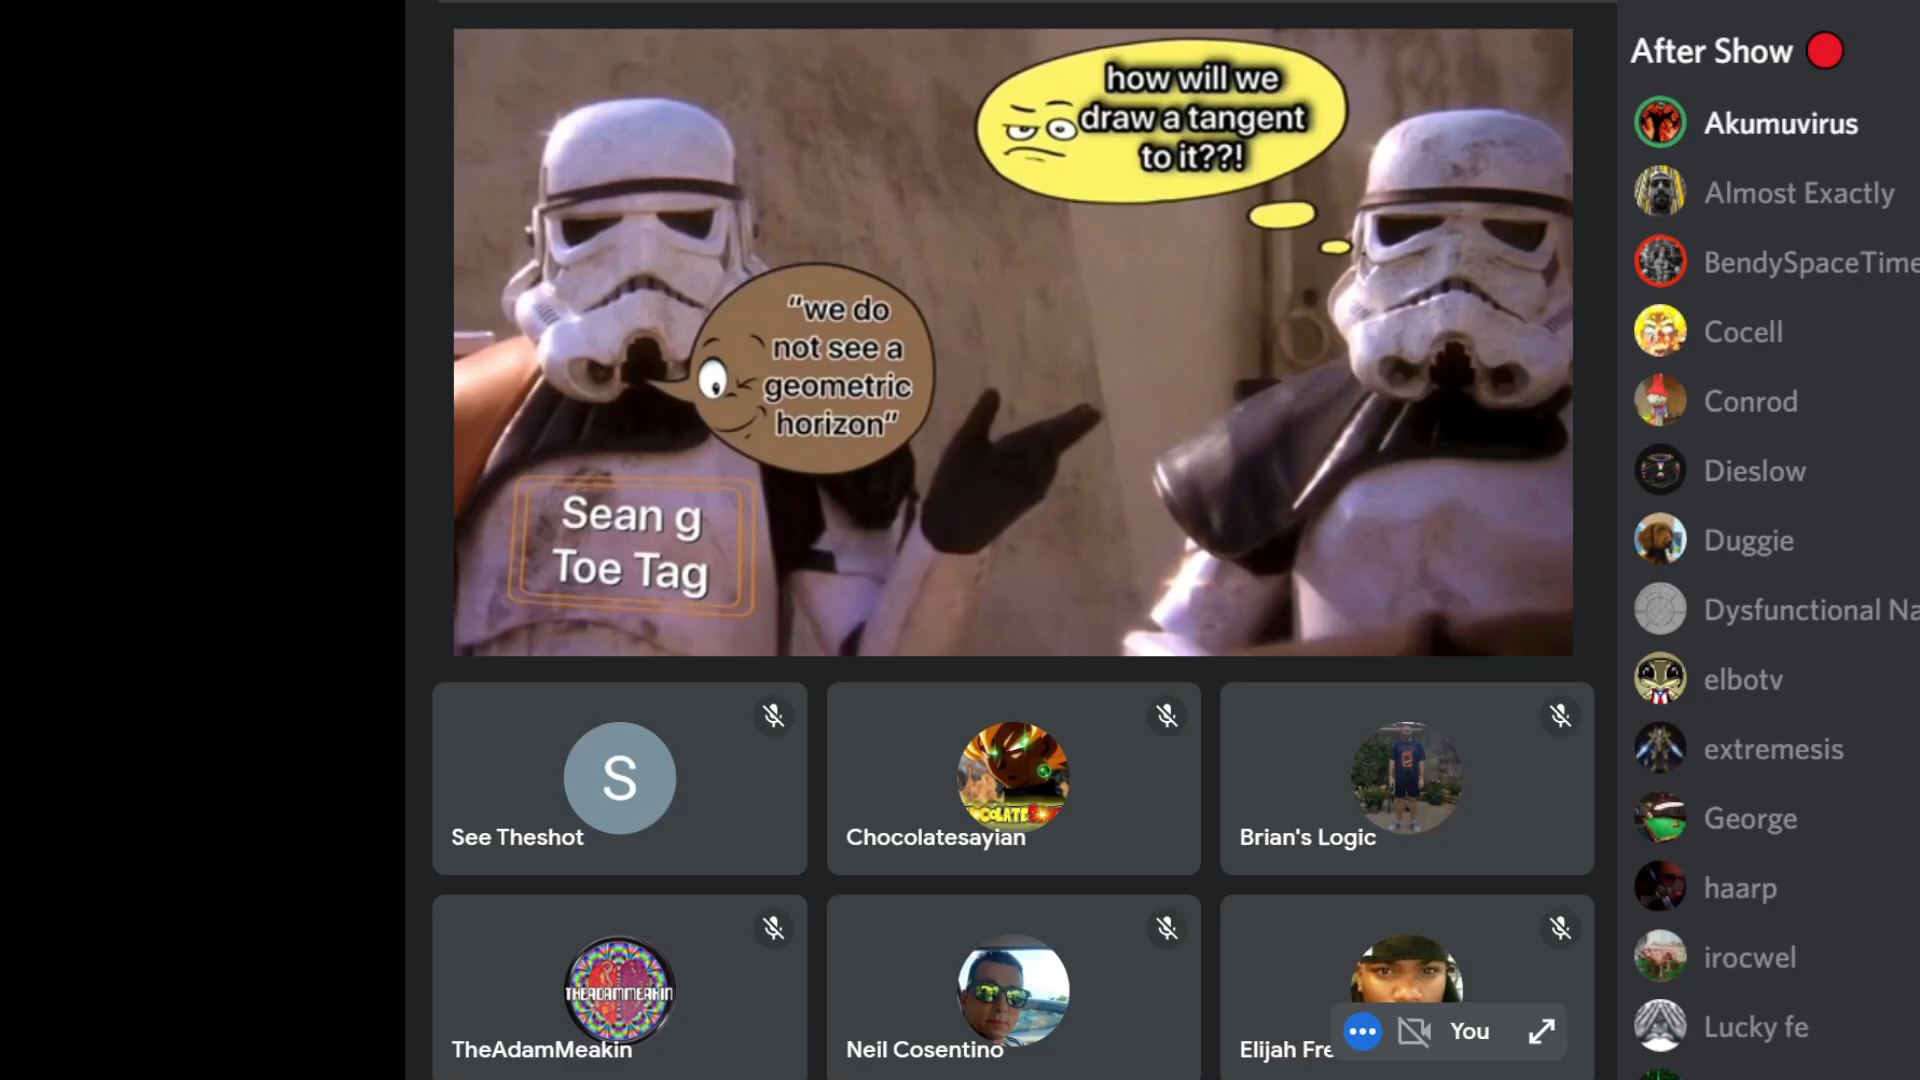 how will we
draw a tangent
to it??!
"we do
not see a
geometric
horizon"
Sean g
Toe Tag
S
See Theshot
Chocolatesayian
Brian's Logic
THEADAMMEAKIN
TheAdamMeakin
Neil Cosentino
Elijah Fre
You
After Show
Akumuvirus
Almost Exactly
BendySpaceTime
Cocell
Conrod
Dieslow
Duggie
Dysfunctional Na
elbotv
extremesis
George
haarp
irocwel
Lucky fe